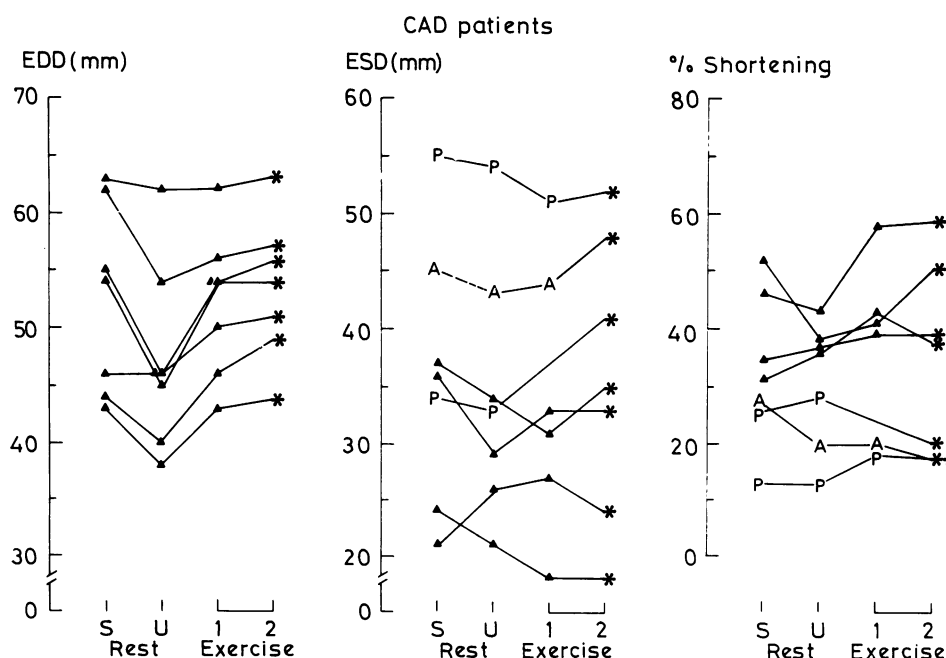 CAD patients
EDD (mm)
70
60
50
40
30
0
S U 1 2
Rest Exercise
ESD (mm)
60
50
40
30
20
0
P P P
A A A
P P
S U 1 2
Rest Exercise
% Shortening
80
60
40
20
0
A A A
P P
P P P
S U 1 2
Rest Exercise